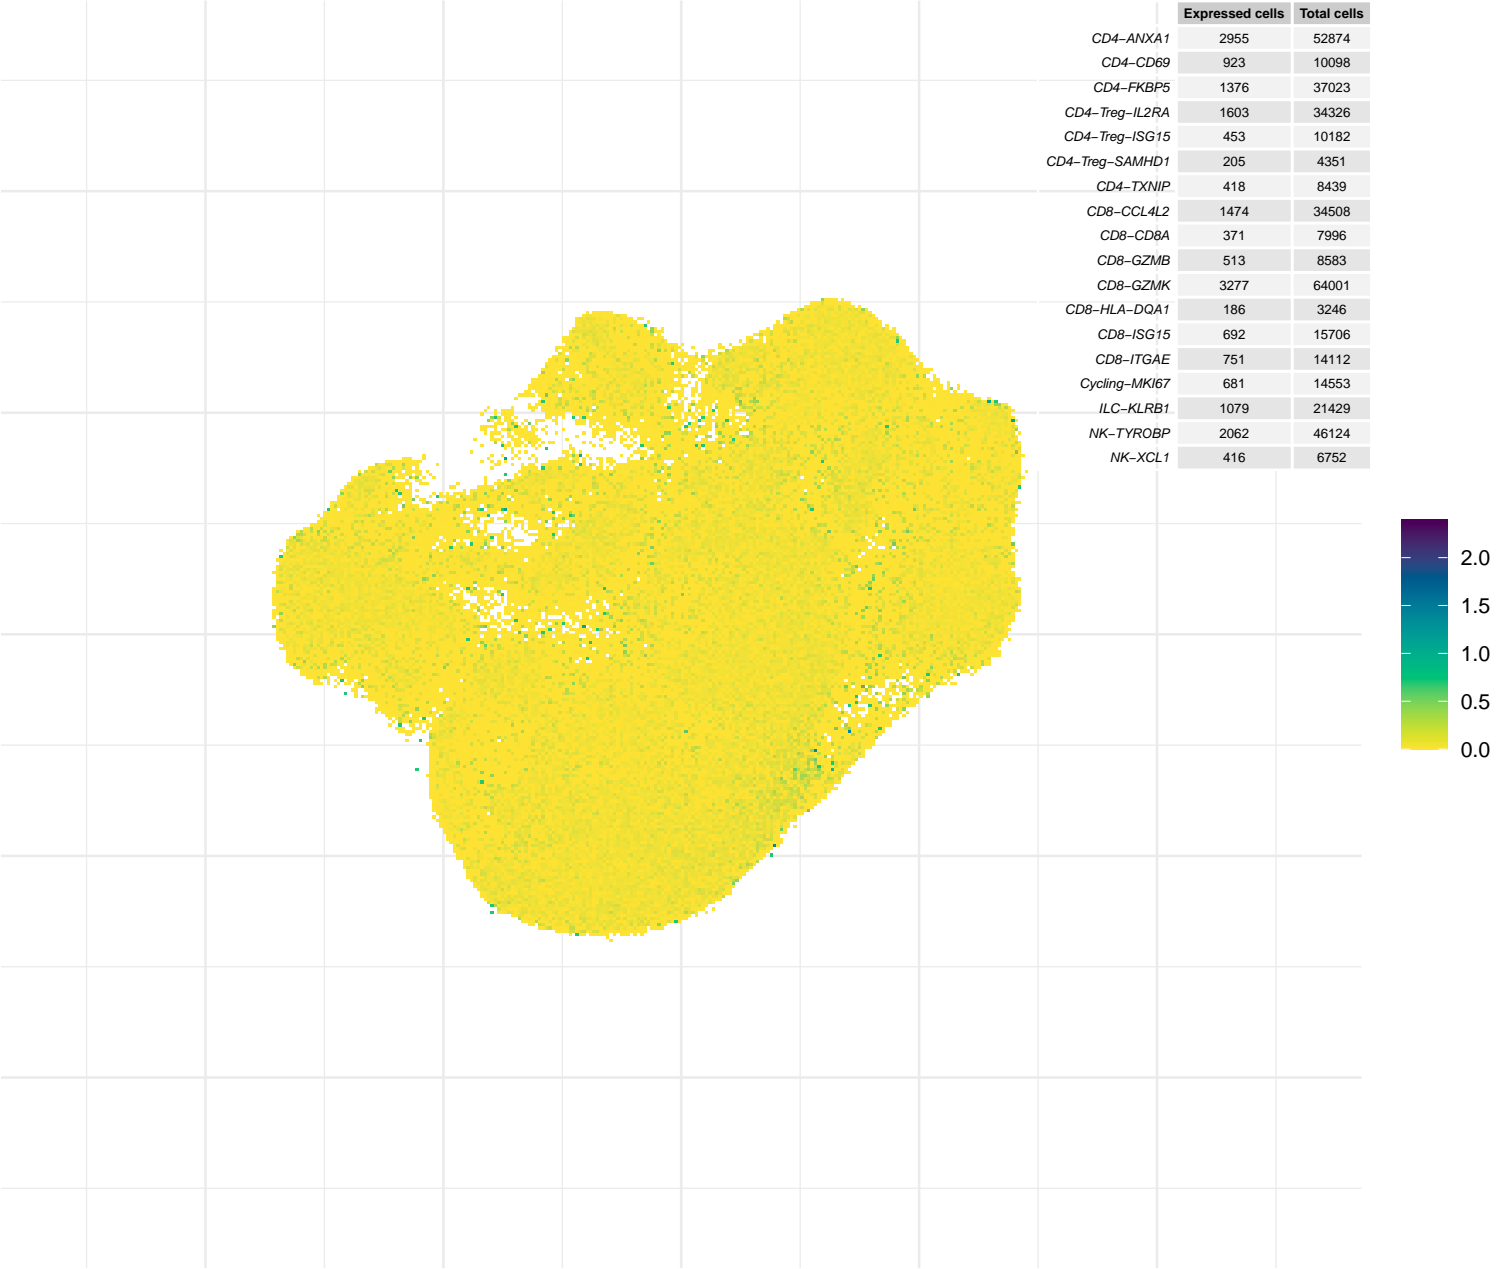 Expressed cells Total cells
CD4−ANXA1 2955 52874
CD4−CD69 923 10098
CD4−FKBP5 1376 37023
CD4−Treg−IL2RA 1603 34326
CD4−Treg−ISG15 453 10182
CD4−Treg−SAMHD1 205 4351
CD4−TXNIP 418 8439
CD8−CCL4L2 1474 34508
CD8−CD8A 371 7996
CD8−GZMB 513 8583
CD8−GZMK 3277 64001
CD8−HLA−DQA1 186 3246
CD8−ISG15 692 15706
CD8−ITGAE 751 14112
Cycling−MKI67 681 14553
ILC−KLRB1 1079 21429
NK−TYROBP 2062 46124
NK−XCL1 416 6752
2.0
1.5
1.0
0.5
0.0